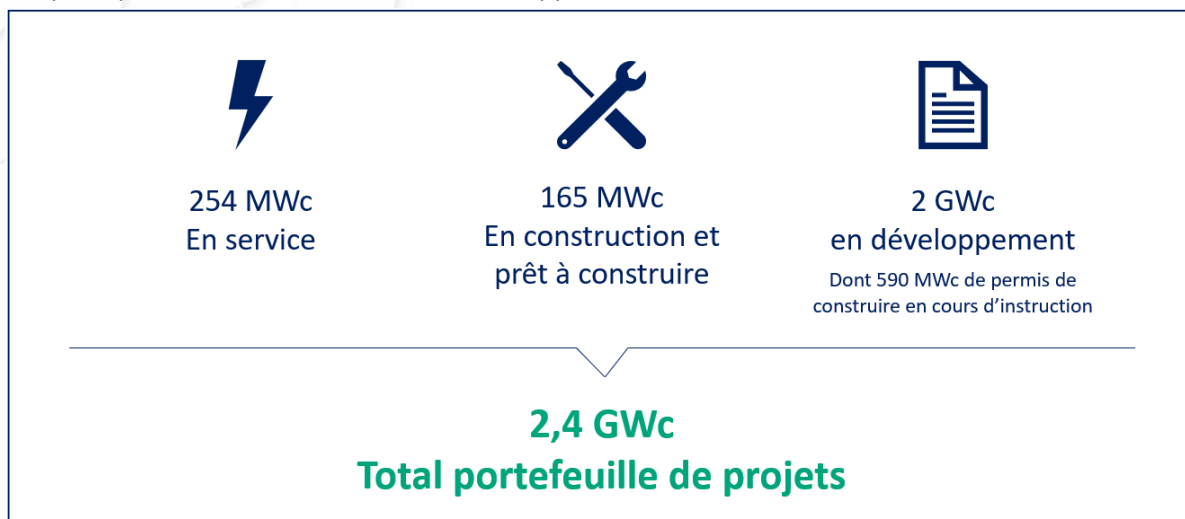 254 MWc
En service
165 MWc
En construction et
prêt à construire
2 GWc
en développement
Dont 590 MWc de permis de
construire en cours d’instruction
2,4 GWc
Total portefeuille de projets